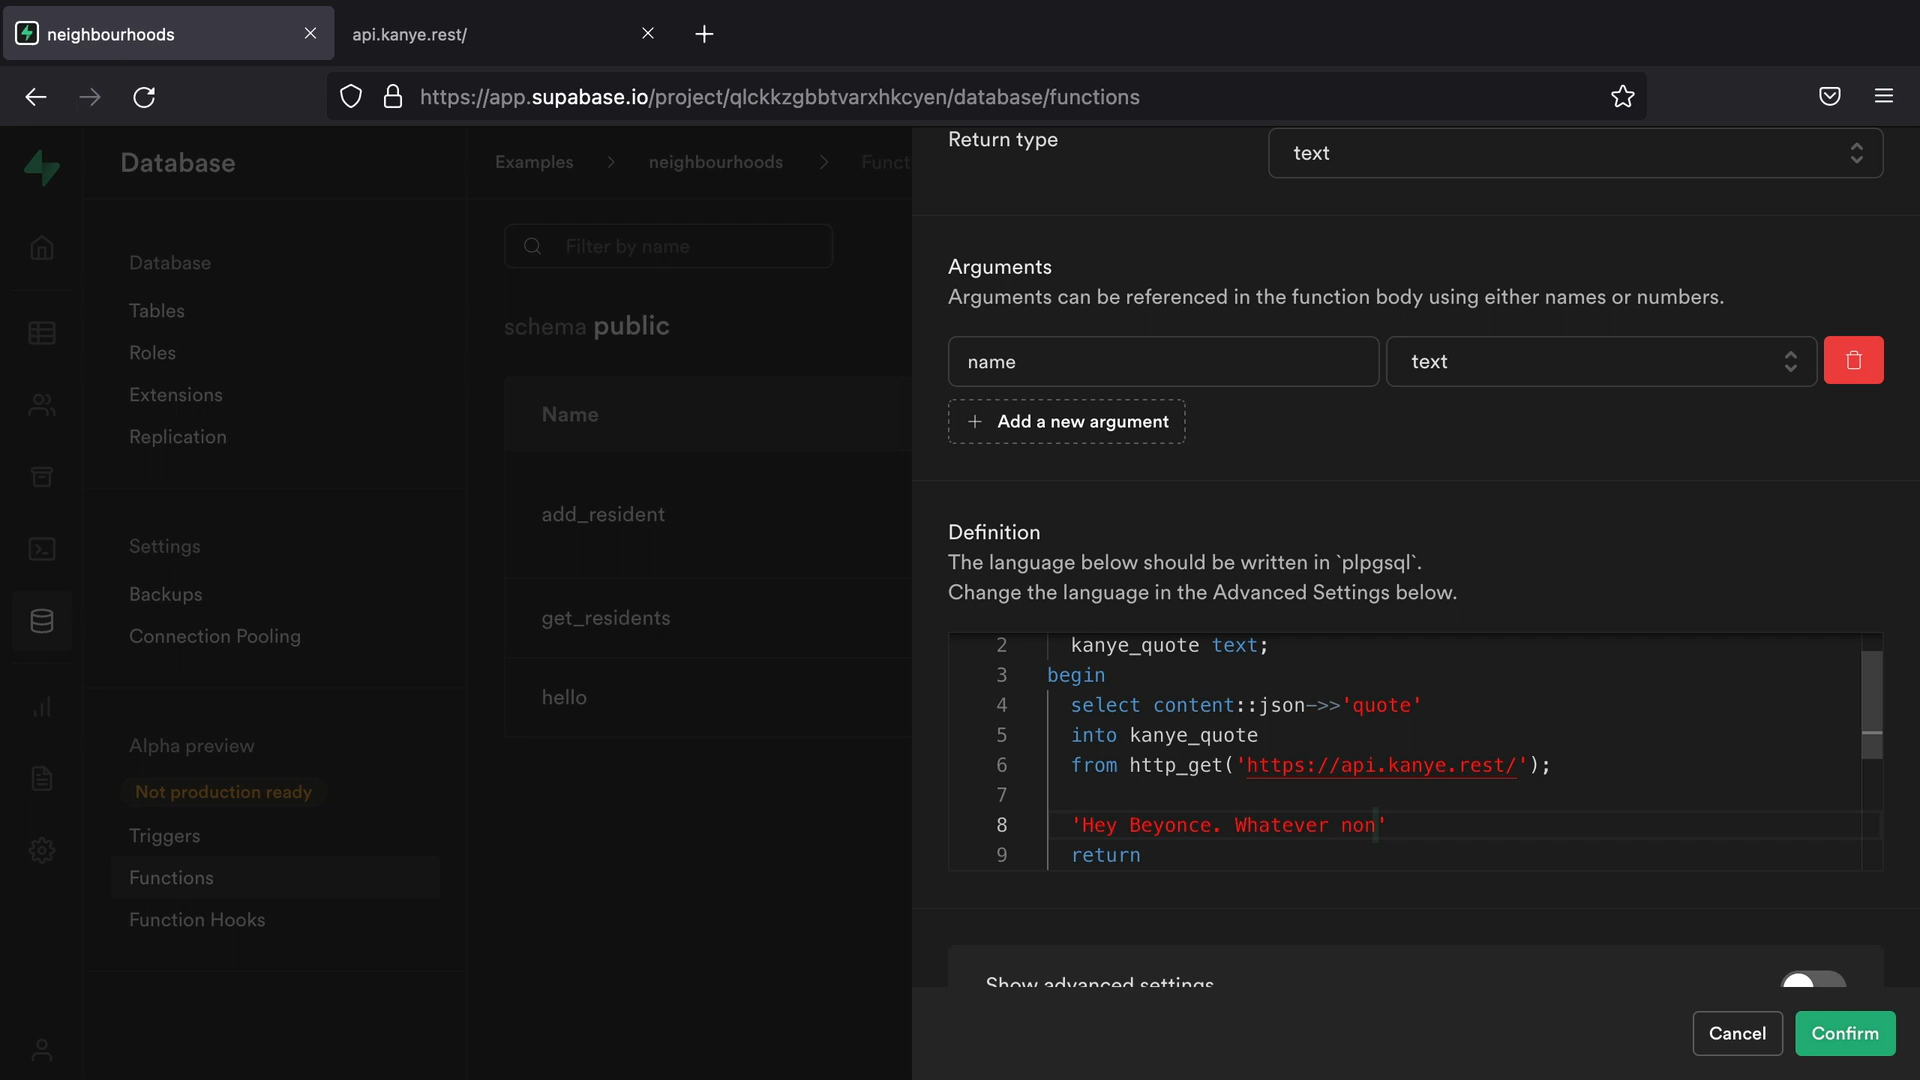 neighbourhoods
api.kanye.rest/
https://app.supabase.io/project/qlckkzgbbtvarxhkcyen/database/functions
Database
Examples > neighbourhoods > Funct
Return type
text
Database
Tables
Roles
Extensions
Replication
Settings
Backups
Connection Pooling
Alpha preview
Not production ready
Triggers
Functions
Function Hooks
Filter by name
schema public
Name
add_resident
get_residents
hello
Arguments
Arguments can be referenced in the function body using either names or numbers.
name
text
+ Add a new argument
Definition
The language below should be written in `plpgsql`.
Change the language in the Advanced Settings below.
2 kanye_quote text;
3 begin
4 select content::json->>'quote'
5 into kanye_quote
6 from http_get('https://api.kanye.rest/');
7
8 'Hey Beyonce. Whatever non'
9 return
Show advanced settings
Cancel
Confirm